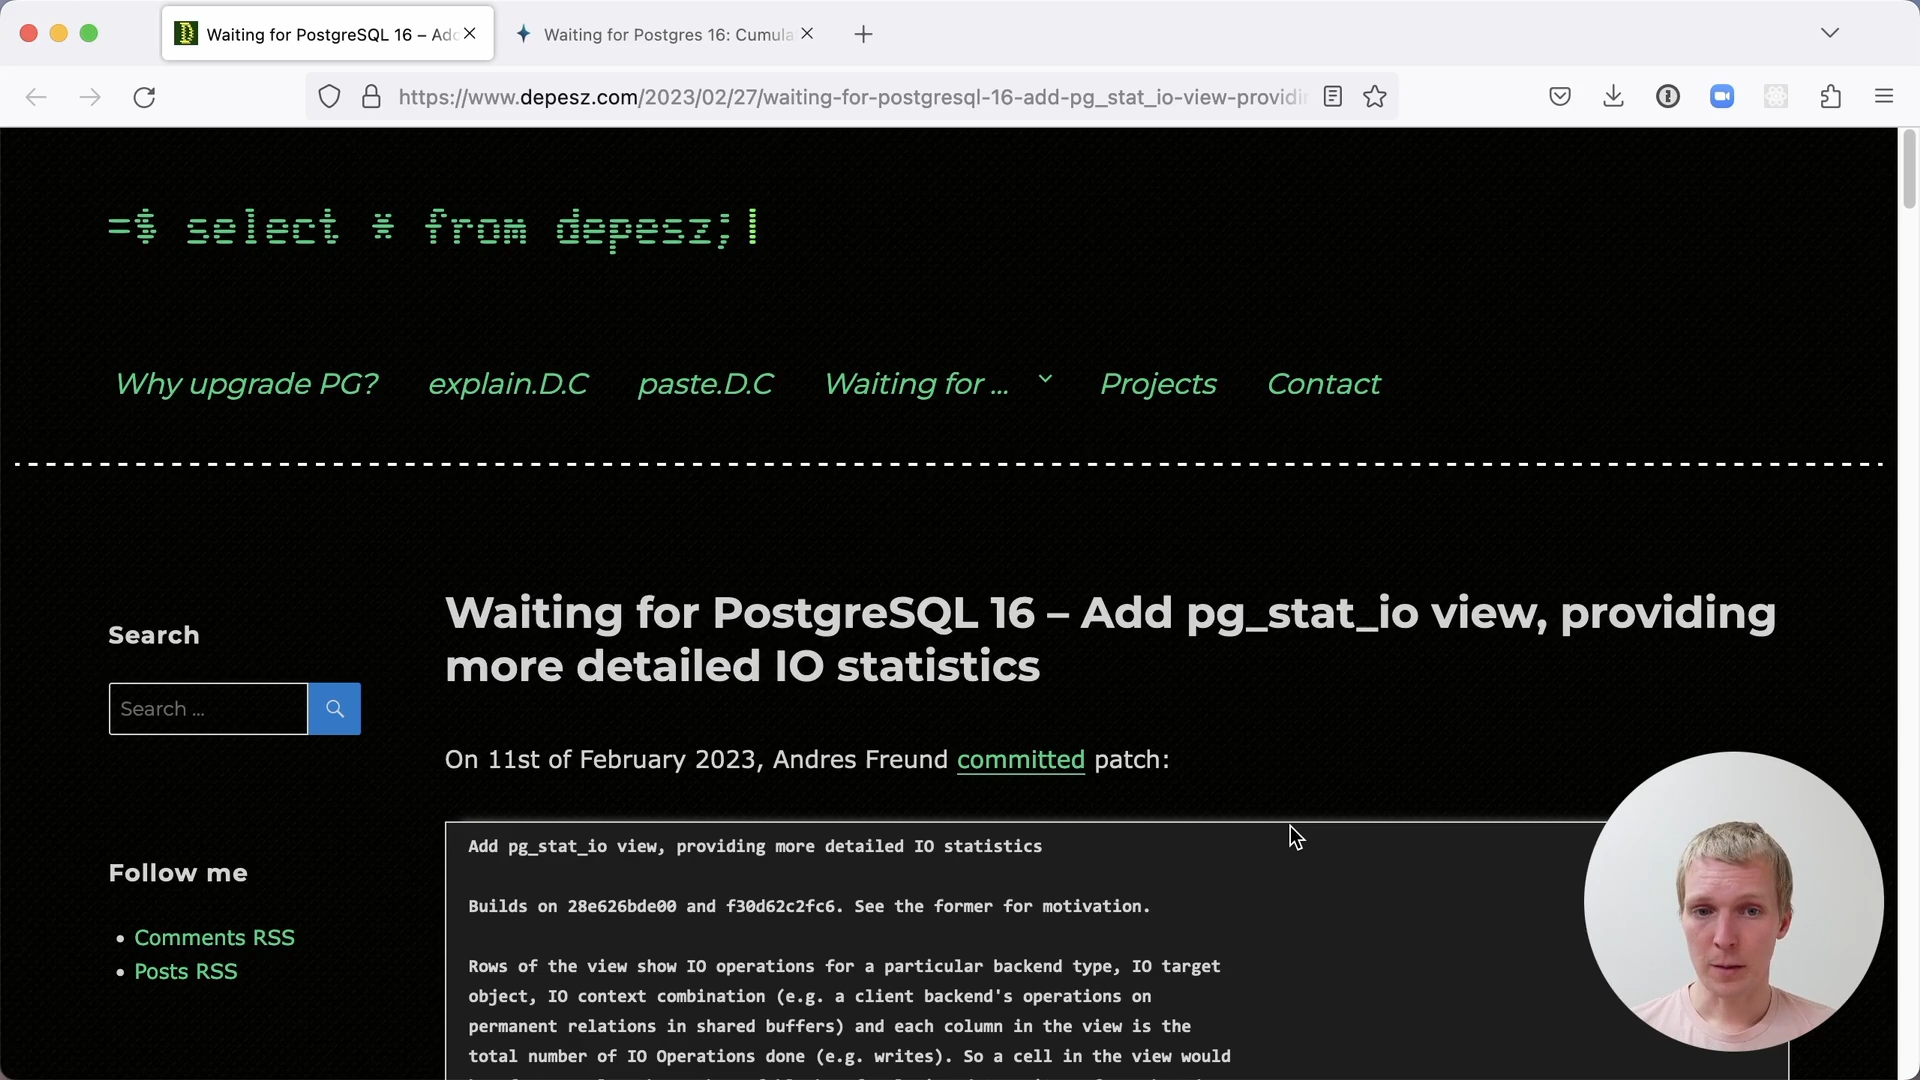 Waiting for PostgreSQL 16 – Add
Waiting for Postgres 16: Cumula
https://www.depesz.com/2023/02/27/waiting-for-postgresql-16-add-pg_stat_io-view-providin
=$ select * from depesz;
Why upgrade PG?
explain.D.C
paste.D.C
Waiting for ...
Projects
Contact
Search
Search …
Follow me
• Comments RSS
• Posts RSS
Waiting for PostgreSQL 16 – Add pg_stat_io view, providing
more detailed IO statistics
On 11st of February 2023, Andres Freund committed patch:
Add pg_stat_io view, providing more detailed IO statistics
Builds on 28e626bde00 and f30d62c2fc6. See the former for motivation.
Rows of the view show IO operations for a particular backend type, IO target
object, IO context combination (e.g. a client backend's operations on
permanent relations in shared buffers) and each column in the view is the
total number of IO Operations done (e.g. writes). So a cell in the view would